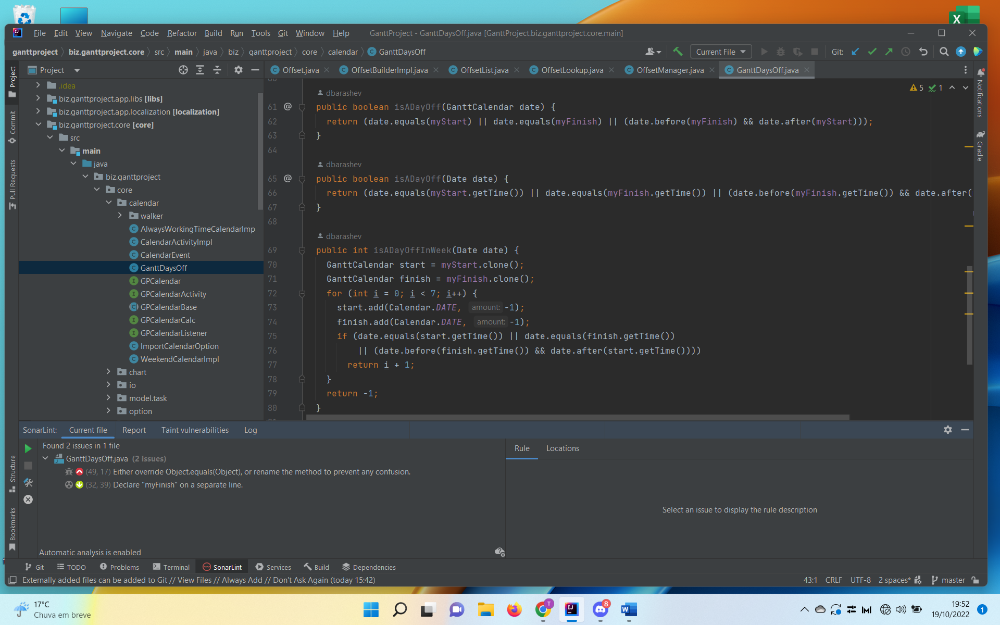 File Edit View Navigate Code Refactor Build Run Tools Git Window Help GanttProject - GanttDaysOff.java [GanttProject.biz.ganttproject.core.main]
ganttproject biz.ganttproject.core src main java biz ganttproject core calendar GanttDaysOff Current File Git:
Project
Offset.java OffsetBuilderImpl.java OffsetList.java OffsetLookup.java OffsetManager.java GanttDaysOff.java
Project
Commit
Pull Requests
Structure
Bookmarks
.idea
biz.ganttproject.app.libs [libs]
biz.ganttproject.app.localization [localization]
biz.ganttproject.core [core]
src
main
java
biz.ganttproject
core
calendar
walker
AlwaysWorkingTimeCalendarImp
CalendarActivityImpl
CalendarEvent
GanttDaysOff
GPCalendar
GPCalendarActivity
GPCalendarBase
GPCalendarCalc
GPCalendarListener
ImportCalendarOption
WeekendCalendarImpl
chart
io
model.task
option
5 1
dbarashev
61 @ public boolean isADayOff(GanttCalendar date) {
62 return (date.equals(myStart) || date.equals(myFinish) || (date.before(myFinish) && date.after(myStart)));
63 }
64
dbarashev
65 @ public boolean isADayOff(Date date) {
66 return (date.equals(myStart.getTime()) || date.equals(myFinish.getTime()) || (date.before(myFinish.getTime()) && date.after(
67 }
68
dbarashev
69 public int isADayOffInWeek(Date date) {
70 GanttCalendar start = myStart.clone();
71 GanttCalendar finish = myFinish.clone();
72 for (int i = 0; i < 7; i++) {
73 start.add(Calendar.DATE, amount: -1);
74 finish.add(Calendar.DATE, amount: -1);
75 if (date.equals(start.getTime()) || date.equals(finish.getTime())
76 || (date.before(finish.getTime()) && date.after(start.getTime())))
77 return i + 1;
78 }
79 return -1;
80 }
Notifications
Gradle
SonarLint: Current file Report Taint vulnerabilities Log
Found 2 issues in 1 file
GanttDaysOff.java (2 issues)
(49, 17) Either override Object.equals(Object), or rename the method to prevent any confusion.
(32, 39) Declare "myFinish" on a separate line.
Automatic analysis is enabled
Rule Locations
Select an issue to display the rule description
Git TODO Problems Terminal SonarLint Services Build Dependencies
Externally added files can be added to Git // View Files // Always Add // Don't Ask Again (today 15:42) 43:1 CRLF UTF-8 2 spaces* master
17°C
Chuva em breve
T
8
19:52
19/10/2022
1